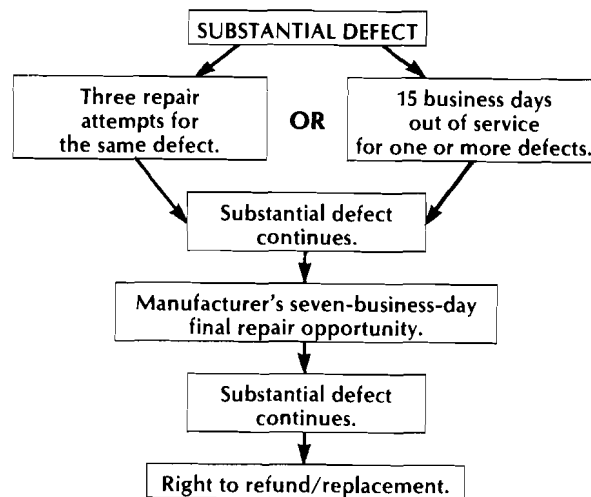 SUBSTANTIAL DEFECT
Three repair
attempts for
the same defect.
OR
15 business days
out of service
for one or more defects.
Substantial defect
continues.
Manufacturer's seven-business-day
final repair opportunity.
Substantial defect
continues.
Right to refund/replacement.